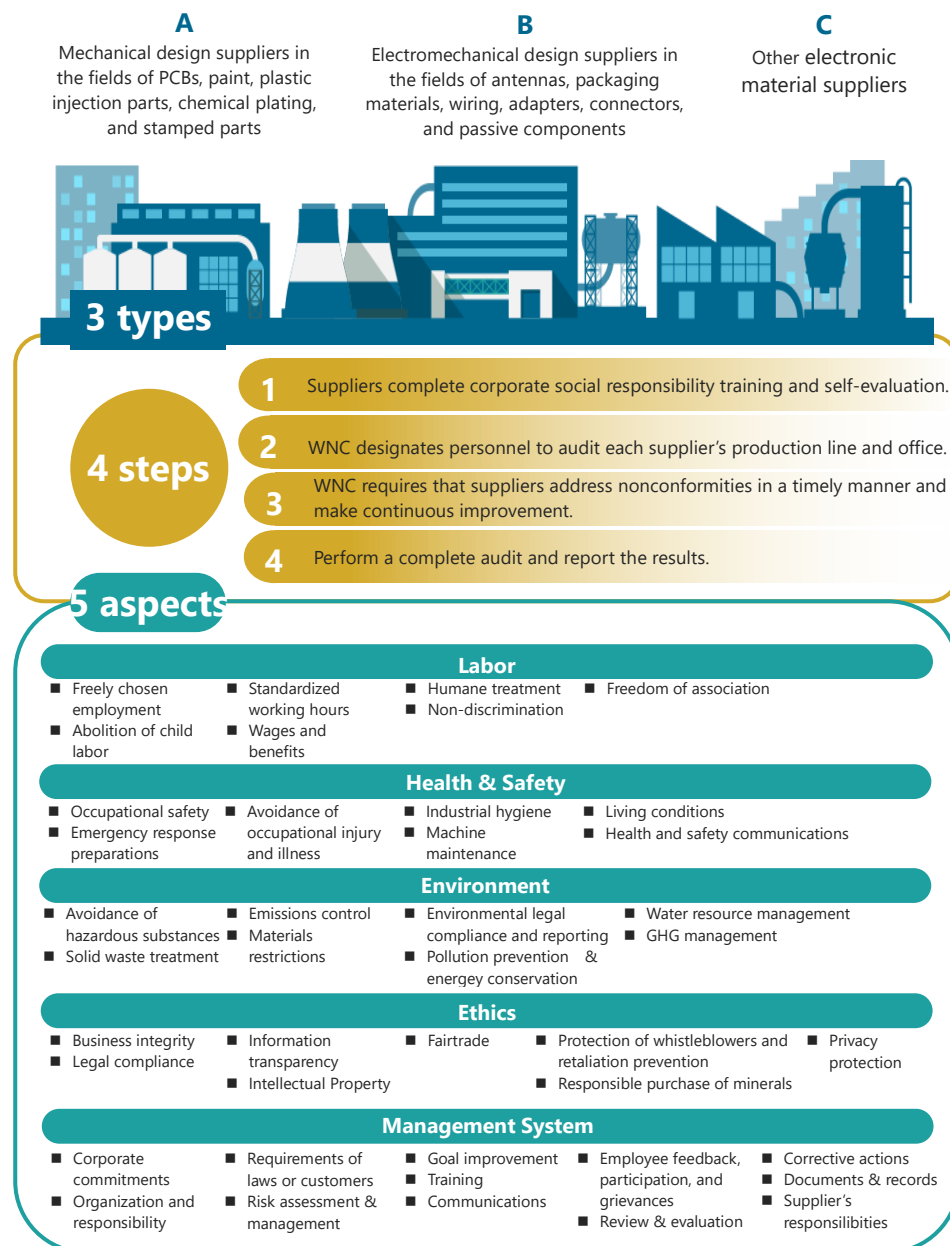 A
Mechanical design suppliers in
the fields of PCBs, paint, plastic
injection parts, chemical plating,
and stamped parts
B
Electromechanical design suppliers in
the fields of antennas, packaging
materials, wiring, adapters, connectors,
and passive components
C
Other electronic
material suppliers
3 types
4 steps
1 Suppliers complete corporate social responsibility training and self-evaluation.
2 WNC designates personnel to audit each supplier's production line and office.
3 WNC requires that suppliers address nonconformities in a timely manner and
make continuous improvement.
4 Perform a complete audit and report the results.
5 aspects
Labor
■ Freely chosen
employment
■ Abolition of child
labor
■ Standardized
working hours
■ Wages and
benefits
■ Humane treatment
■ Non-discrimination
■ Freedom of association
Health & Safety
■ Occupational safety
■ Emergency response
preparations
■ Avoidance of
occupational injury
and illness
■ Industrial hygiene
■ Machine
maintenance
■ Living conditions
■ Health and safety communications
Environment
■ Avoidance of
hazardous substances
■ Solid waste treatment
■ Emissions control
■ Materials
restrictions
■ Environmental legal
compliance and reporting
■ Pollution prevention &
energey conservation
■ Water resource management
■ GHG management
Ethics
■ Business integrity
■ Legal compliance
■ Information
transparency
■ Intellectual Property
■ Fairtrade
■ Protection of whistleblowers and
retaliation prevention
■ Responsible purchase of minerals
■ Privacy
protection
Management System
■ Corporate
commitments
■ Organization and
responsibility
■ Requirements of
laws or customers
■ Risk assessment &
management
■ Goal improvement
■ Training
■ Communications
■ Employee feedback,
participation, and
grievances
■ Review & evaluation
■ Corrective actions
■ Documents & records
■ Supplier's
responsilibities